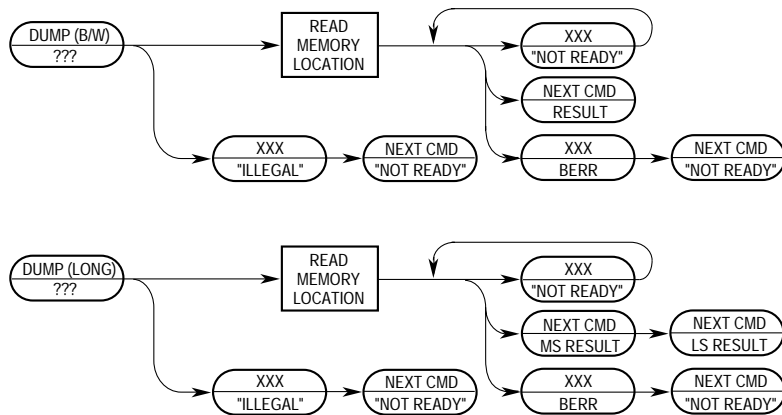 DUMP (B/W)
???
READ
MEMORY
LOCATION
XXX
"NOT READY"
NEXT CMD
RESULT
XXX
"ILLEGAL"
NEXT CMD
"NOT READY"
XXX
BERR
NEXT CMD
"NOT READY"
DUMP (LONG)
???
READ
MEMORY
LOCATION
XXX
"NOT READY"
NEXT CMD
MS RESULT
NEXT CMD
LS RESULT
XXX
"ILLEGAL"
NEXT CMD
"NOT READY"
XXX
BERR
NEXT CMD
"NOT READY"